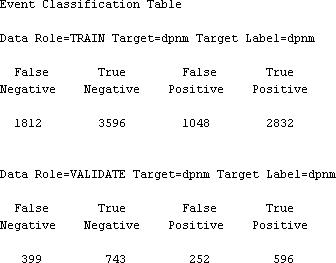 Event Classification Table
Data Role=TRAIN Target=dpnm Target Label=dpnm
False True False True
Negative Negative Positive Positive
1812 3596 1048 2832
Data Role=VALIDATE Target=dpnm Target Label=dpnm
False True False True
Negative Negative Positive Positive
399 743 252 596